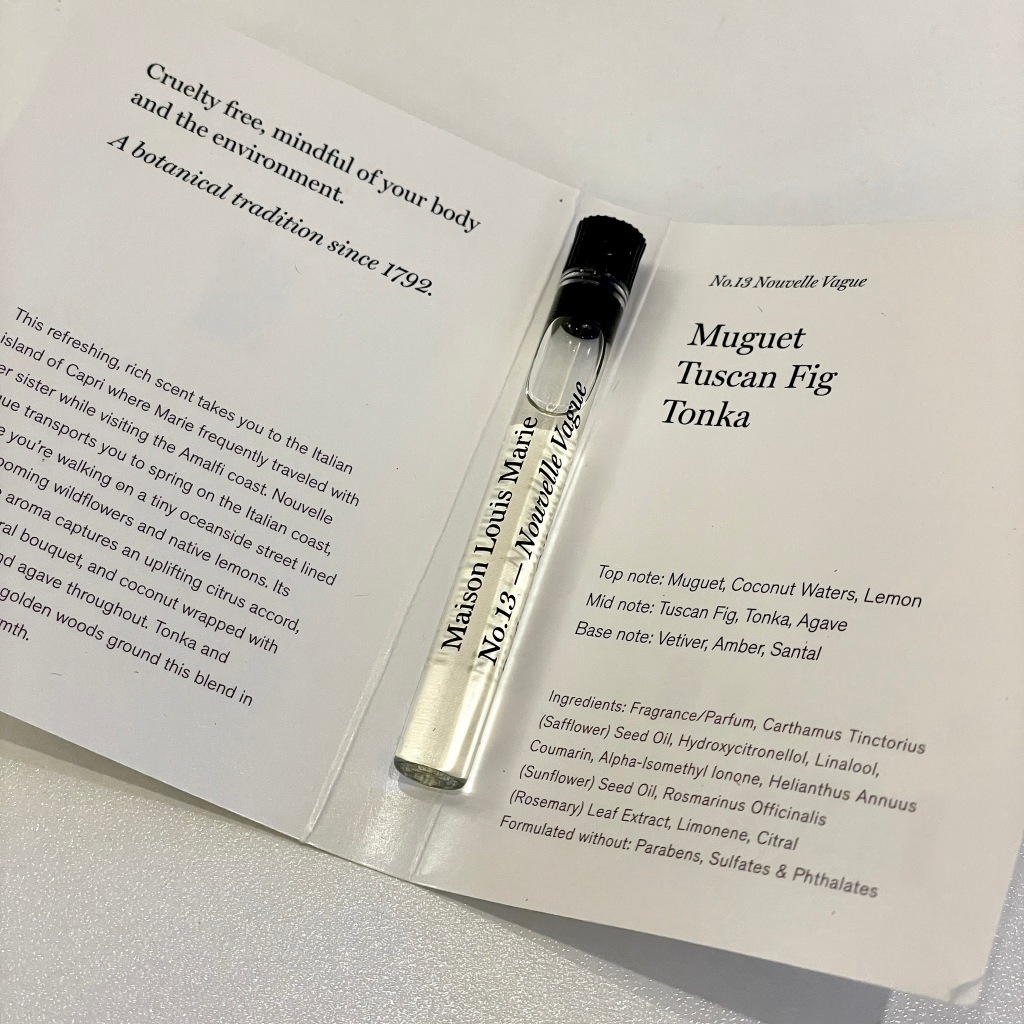 Cruelty free, mindful of your body
and the environment.
A botanical tradition since 1792.
This refreshing, rich scent takes you to the Italian
island of Capri where Marie frequently traveled with
sister while visiting the Amalfi coast. Nouvelle
transports you to spring on the Italian coast,
you're walking on a tiny oceanside street lined
wildflowers and native lemons. Its
aroma captures an uplifting citrus accord,
bouquet, and coconut wrapped with
agave throughout. Tonka and
golden woods ground this blend in
Maison Louis Marie
No.13 — Nouvelle Vague
No.13 Nouvelle Vague
Muguet
Tuscan Fig
Tonka
Top note: Muguet, Coconut Waters, Lemon
Mid note: Tuscan Fig, Tonka, Agave
Base note: Vetiver, Amber, Santal
Ingredients: Fragrance/Parfum, Carthamus Tinctorius
(Safflower) Seed Oil, Hydroxycitronellol, Linalool,
Coumarin, Alpha-Isomethyl Ionone, Helianthus Annuus
(Sunflower) Seed Oil, Rosmarinus Officinalis
(Rosemary) Leaf Extract, Limonene, Citral
Formulated without: Parabens, Sulfates & Phthalates